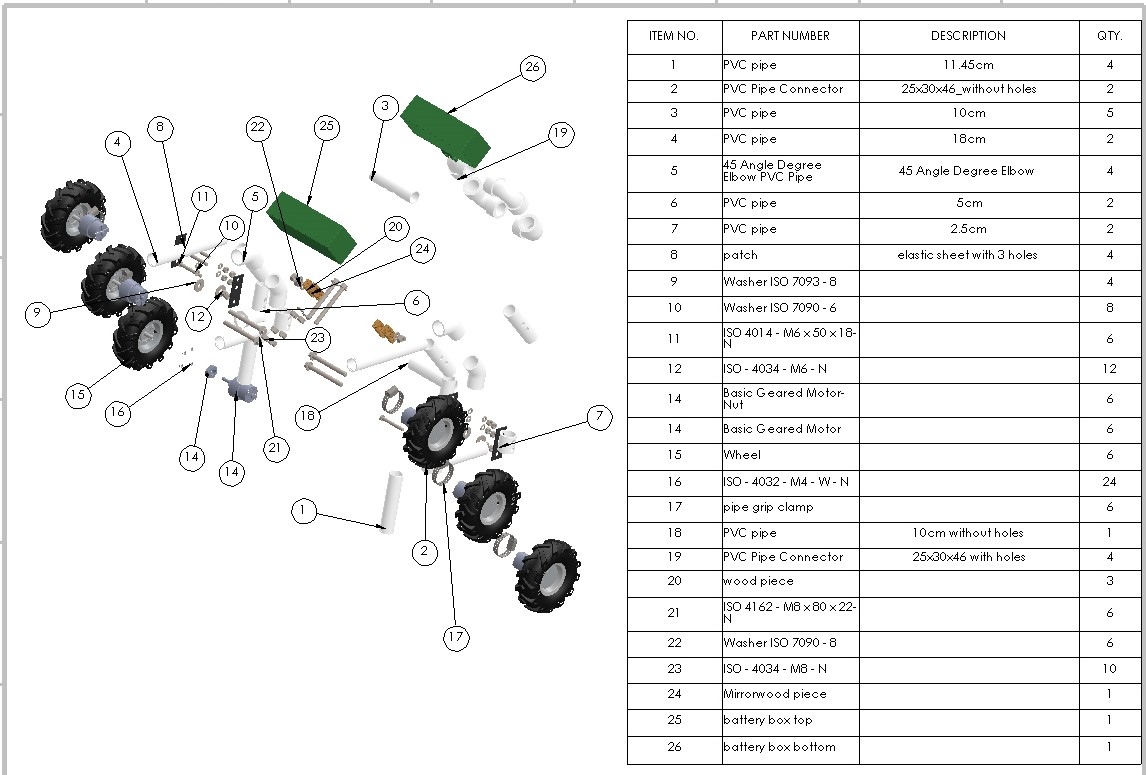 26
3
8
22
25
19
4
11
5
10
20
24
9
12
6
23
15
16
18
7
14
14
21
1
2
17
ITEM NO. PART NUMBER DESCRIPTION QTY.
1 PVC pipe 11.45cm 4
2 PVC Pipe Connector 25x30x46_without holes 2
3 PVC pipe 10cm 5
4 PVC pipe 18cm 2
5 45 Angle Degree
Elbow PVC Pipe 45 Angle Degree Elbow 4
6 PVC pipe 5cm 2
7 PVC pipe 2.5cm 2
8 patch elastic sheet with 3 holes 4
9 Washer ISO 7093 - 8 4
10 Washer ISO 7090 - 6 8
11 ISO 4014 - M6 x 50 x 18-
N 6
12 ISO - 4034 - M6 - N 12
14 Basic Geared Motor-
Nut 6
14 Basic Geared Motor 6
15 Wheel 6
16 ISO - 4032 - M4 - W - N 24
17 pipe grip clamp 6
18 PVC pipe 10cm without holes 1
19 PVC Pipe Connector 25x30x46 with holes 4
20 wood piece 3
21 ISO 4162 - M8 x 80 x 22-
N 6
22 Washer ISO 7090 - 8 6
23 ISO - 4034 - M8 - N 10
24 Mirrorwood piece 1
25 battery box top 1
26 battery box bottom 1